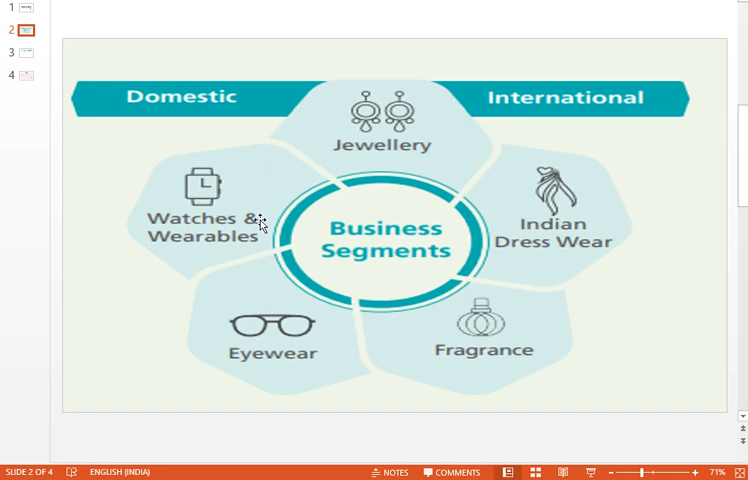 1
2
3
4
Domestic
International
Jewellery
Watches &
Wearables
Business
Segments
Indian
Dress Wear
Eyewear
Fragrance
SLIDE 2 OF 4 ENGLISH (INDIA) NOTES COMMENTS 71%